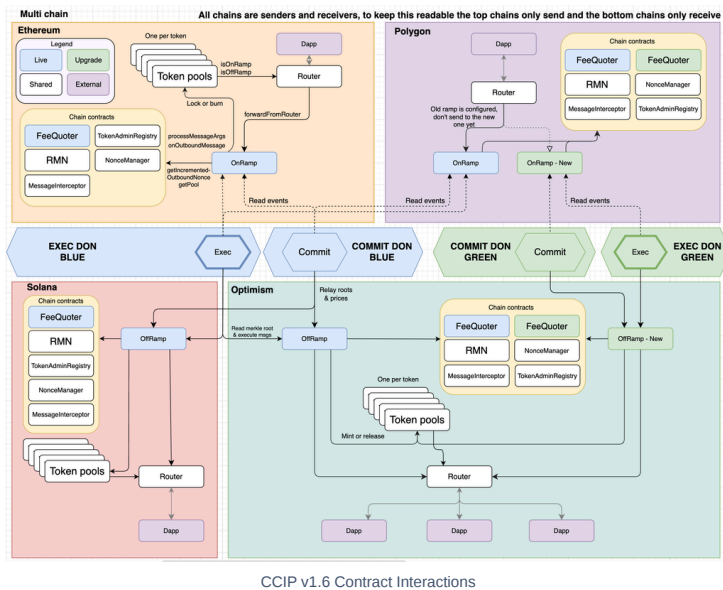 Multi chain
All chains are senders and receivers, to keep this readable the top chains only send and the bottom chains only receive
Ethereum
Legend
Live
Upgrade
Shared
External
One per token
Token pools
isOnRamp
isOffRamp
Dapp
Router
Lock or burn
forwardFromRouter
Chain contracts
FeeQuoter
TokenAdminRegistry
RMN
NonceManager
MessageInterceptor
processMessageArgs
onOutboundMessage
getIncremented-
OutboundNonce
getPool
OnRamp
Read events
Polygon
Dapp
Router
Old ramp is configured,
don't send to the new
one yet
Chain contracts
FeeQuoter
FeeQuoter
RMN
NonceManager
MessageInterceptor
TokenAdminRegistry
OnRamp
OnRamp - New
Read events
EXEC DON
BLUE
Exec
Commit
COMMIT DON
BLUE
COMMIT DON
GREEN
Commit
Exec
EXEC DON
GREEN
Solana
Chain contracts
FeeQuoter
RMN
TokenAdminRegistry
NonceManager
MessageInterceptor
OffRamp
Token pools
Router
Dapp
Relay roots
& prices
Read merkle root
& execute msgs
Optimism
OffRamp
Chain contracts
FeeQuoter
FeeQuoter
RMN
NonceManager
MessageInterceptor
TokenAdminRegistry
OffRamp - New
One per token
Token pools
Mint or release
Router
Dapp
Dapp
Dapp
CCIP v1.6 Contract Interactions